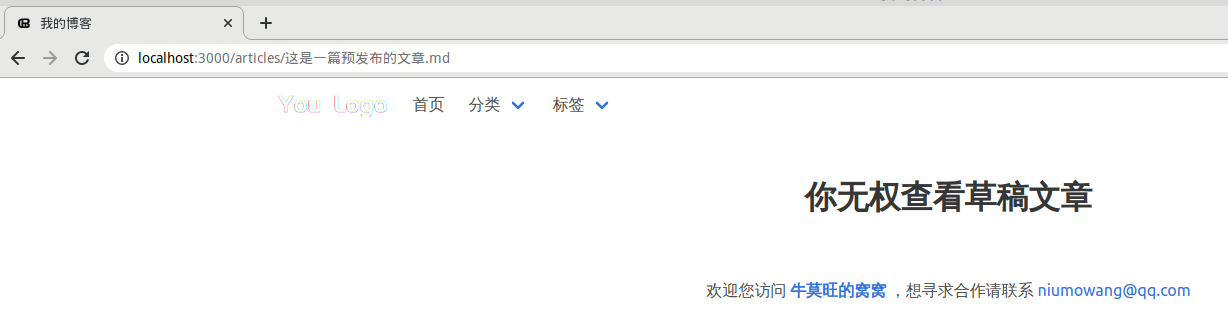 我的博客
localhost:3000/articles/这是一篇预发布的文章.md
You Logo 首页 分类 标签
你无权查看草稿文章
欢迎您访问 牛莫旺的窝窝 ，想寻求合作请联系 niumowang@qq.com